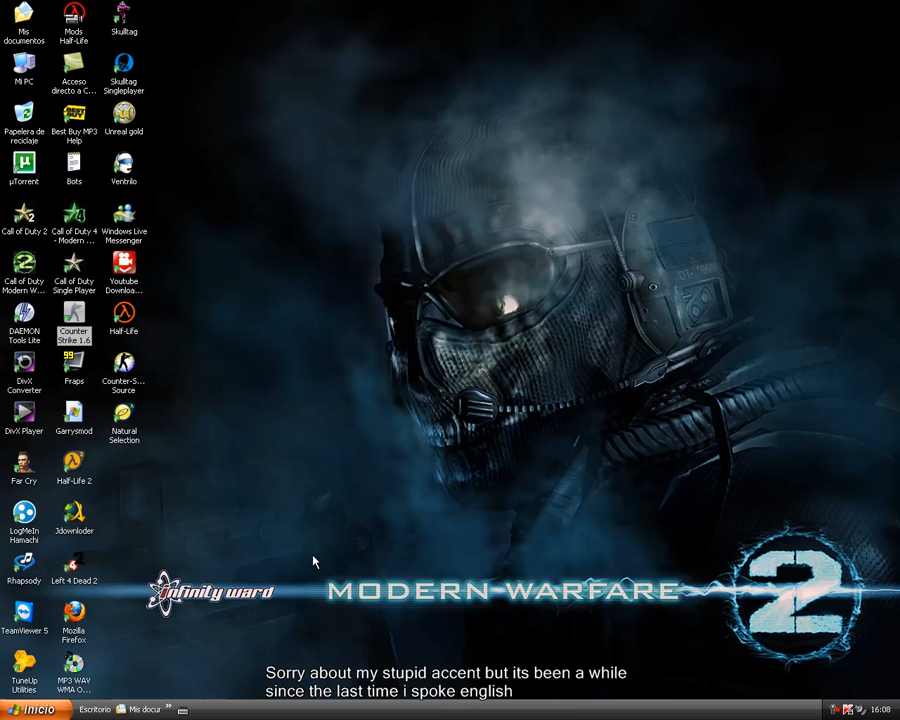 Mis
documentos
Mods
Half-Life
Skulltag
Mi PC
Acceso
directo a C...
Skulltag
Singleplayer
Papelera de
reciclaje
Best Buy MP3
Help
Unreal gold
µTorrent
Bots
Ventrilo
Call of Duty 2
Call of Duty 4
- Modern ...
Windows Live
Messenger
Call of Duty
Modern W...
Call of Duty
Single Player
Youtube
Downloa...
DAEMON
Tools Lite
Counter
Strike 1.6
Half-Life
DivX
Converter
99
Fraps
Counter-S...
Source
DivX Player
Garrysmod
Natural
Selection
Far Cry
Half-Life 2
LogMeIn
Hamachi
Jdownloder
Rhapsody
Left 4 Dead 2
TeamViewer 5
Mozilla
Firefox
TuneUp
Utilities
MP3 WAV
WMA O...
infinity ward
MODERN WARFARE
2
Sorry about my stupid accent but its been a while
since the last time i spoke english
Inicio
Escritorio
Mis docur
16:08